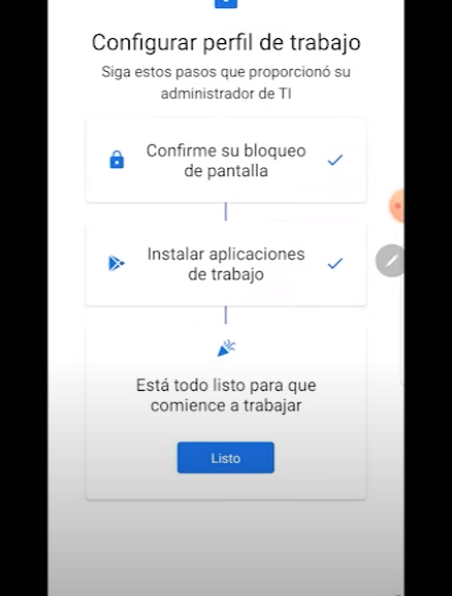 Configurar perfil de trabajo
Siga estos pasos que proporcionó su
administrador de TI
Confirme su bloqueo
de pantalla
Instalar aplicaciones
de trabajo
Está todo listo para que
comience a trabajar
Listo